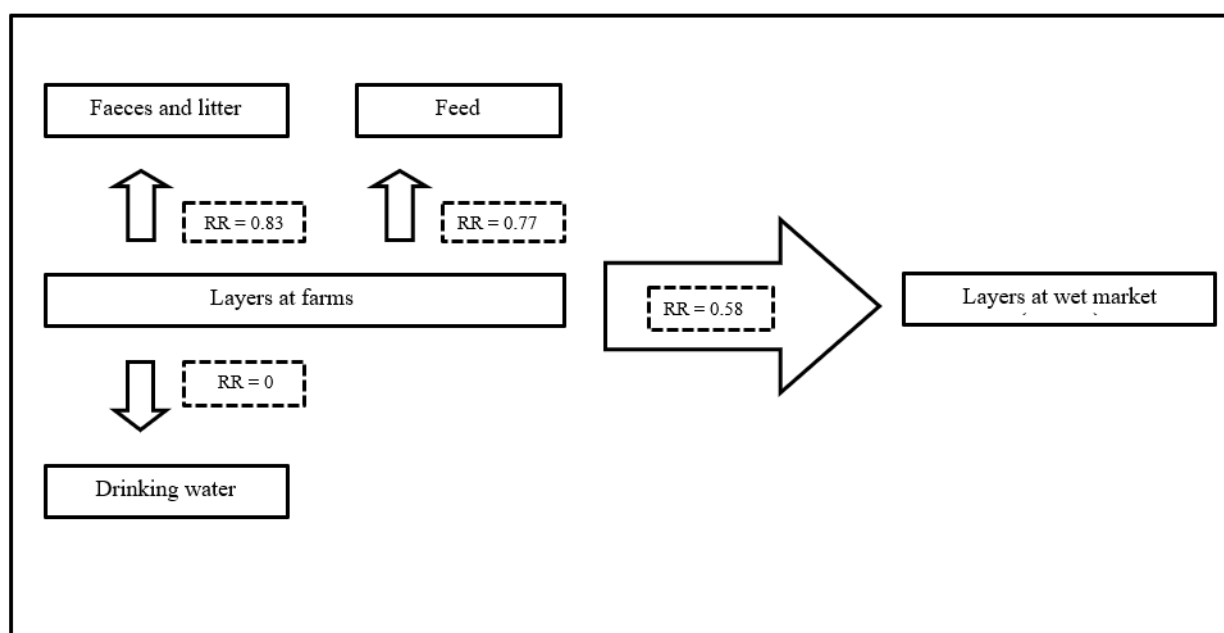 Faeces and litter
Feed
RR = 0.83
RR = 0.77
Layers at farms
RR = 0.58
Layers at wet market
RR = 0
Drinking water